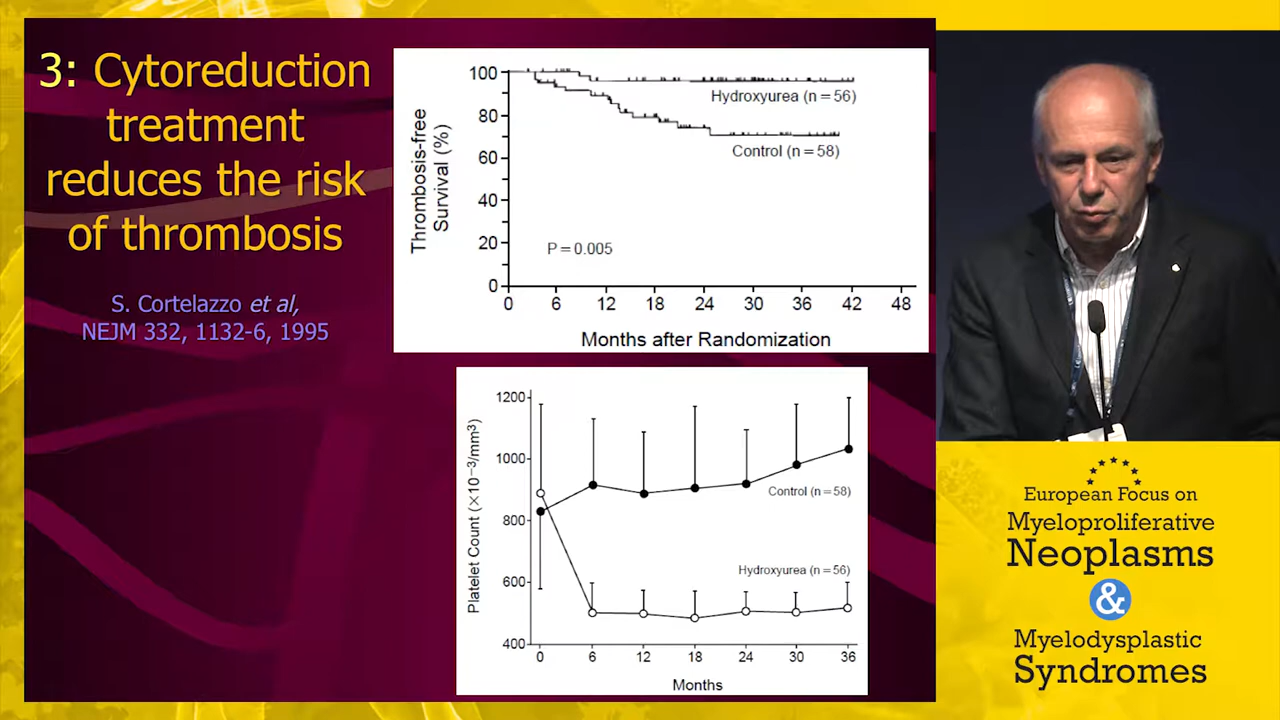 3: Cytoreduction
treatment
reduces the risk
of thrombosis
S. Cortelazzo et al,
NEJM 332, 1132-6, 1995
Thrombosis-free
Survival (%)
100
80
60
40
20
0
Hydroxyurea (n = 56)
Control (n = 58)
P = 0.005
0 6 12 18 24 30 36 42 48
Months after Randomization
Platelet Count (×10⁻³/mm³)
1200
1000
800
600
400
Control (n = 58)
Hydroxyurea (n = 56)
0 6 12 18 24 30 36
Months
European Focus on
Myeloproliferative
Neoplasms
&
Myelodysplastic
Syndromes